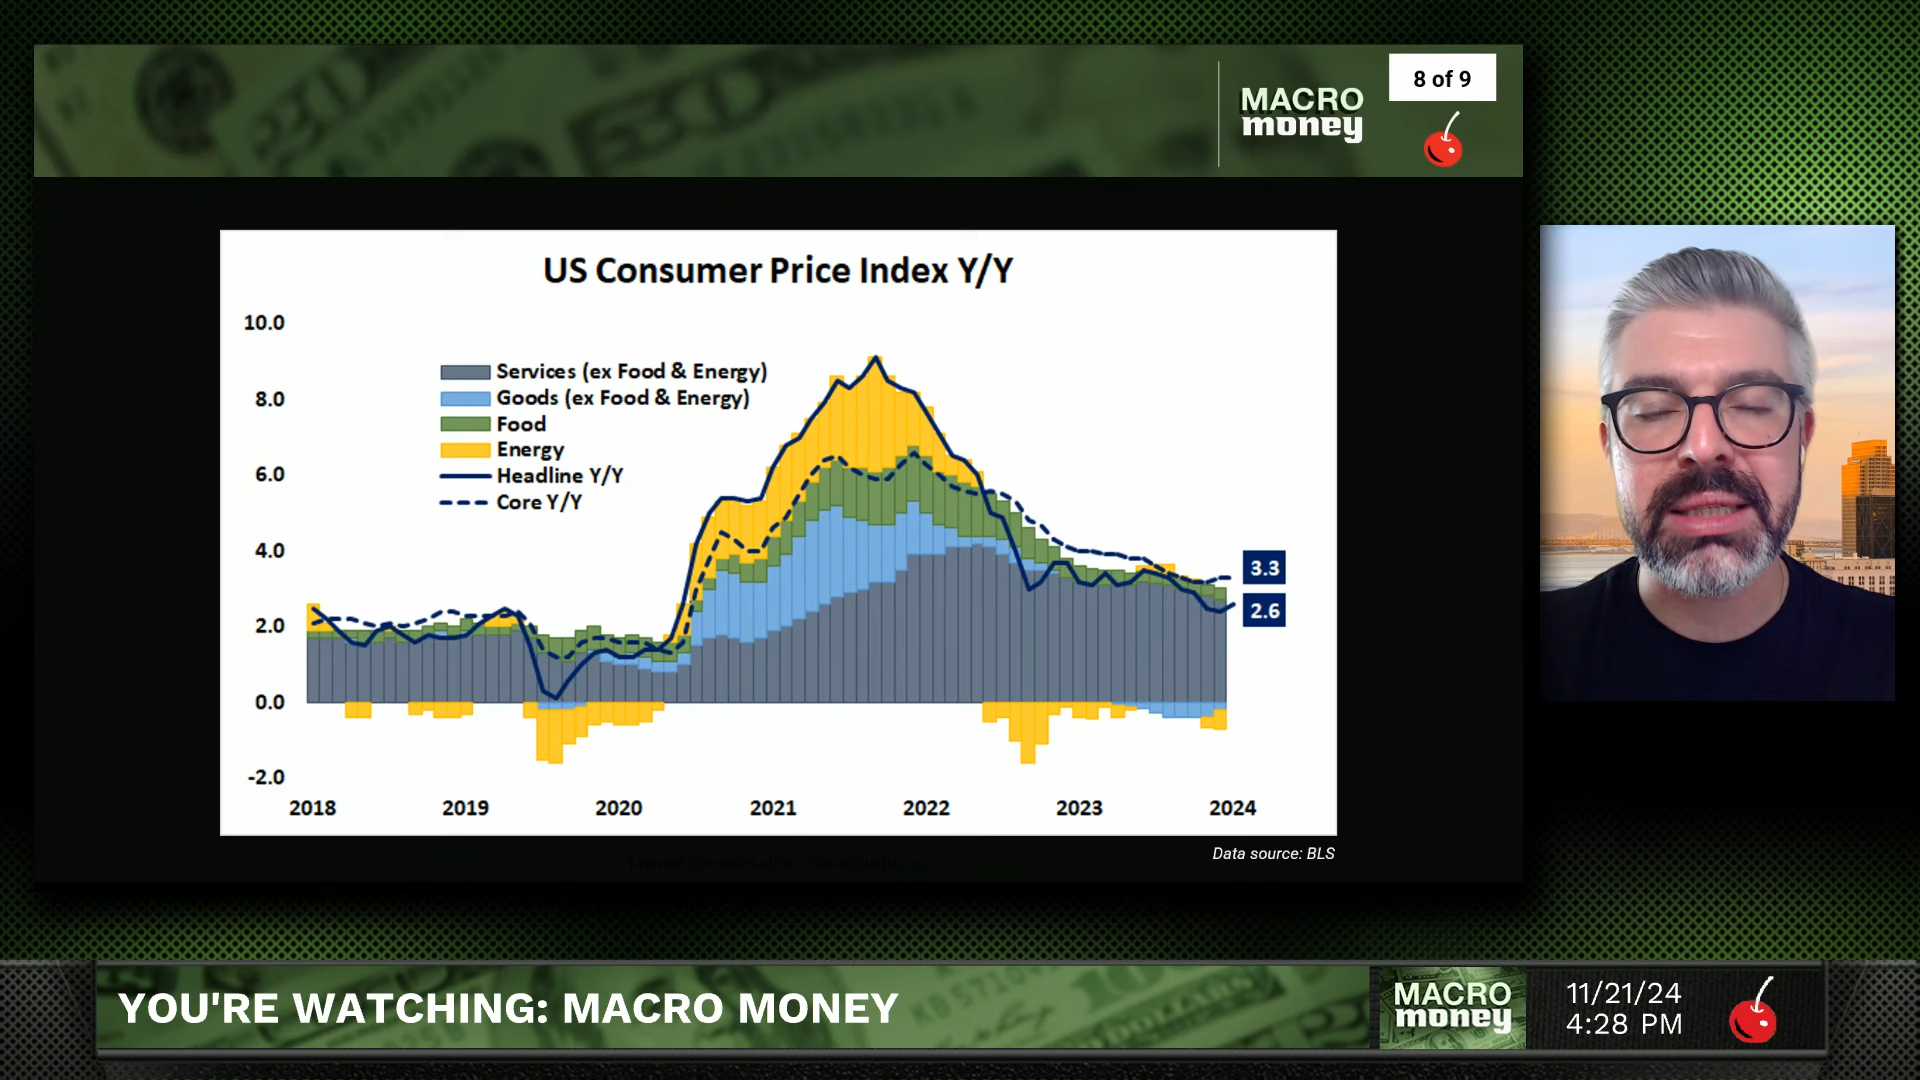 MACRO
money
8 of 9
US Consumer Price Index Y/Y
10.0
8.0
6.0
4.0
2.0
0.0
-2.0
Services (ex Food & Energy)
Goods (ex Food & Energy)
Food
Energy
Headline Y/Y
Core Y/Y
3.3
2.6
2018 2019 2020 2021 2022 2023 2024
Data source: BLS
YOU'RE WATCHING: MACRO MONEY
MACRO
money
11/21/24
4:28 PM